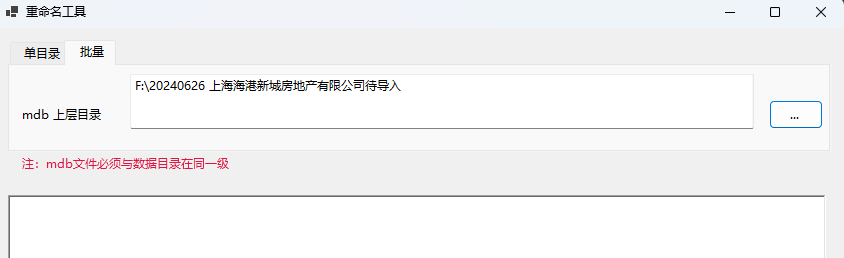 重命名工具
单目录 批量
F:\20240626 上海海港新城房地产有限公司待导入
mdb 上层目录
...
注：mdb文件必须与数据目录在同一级